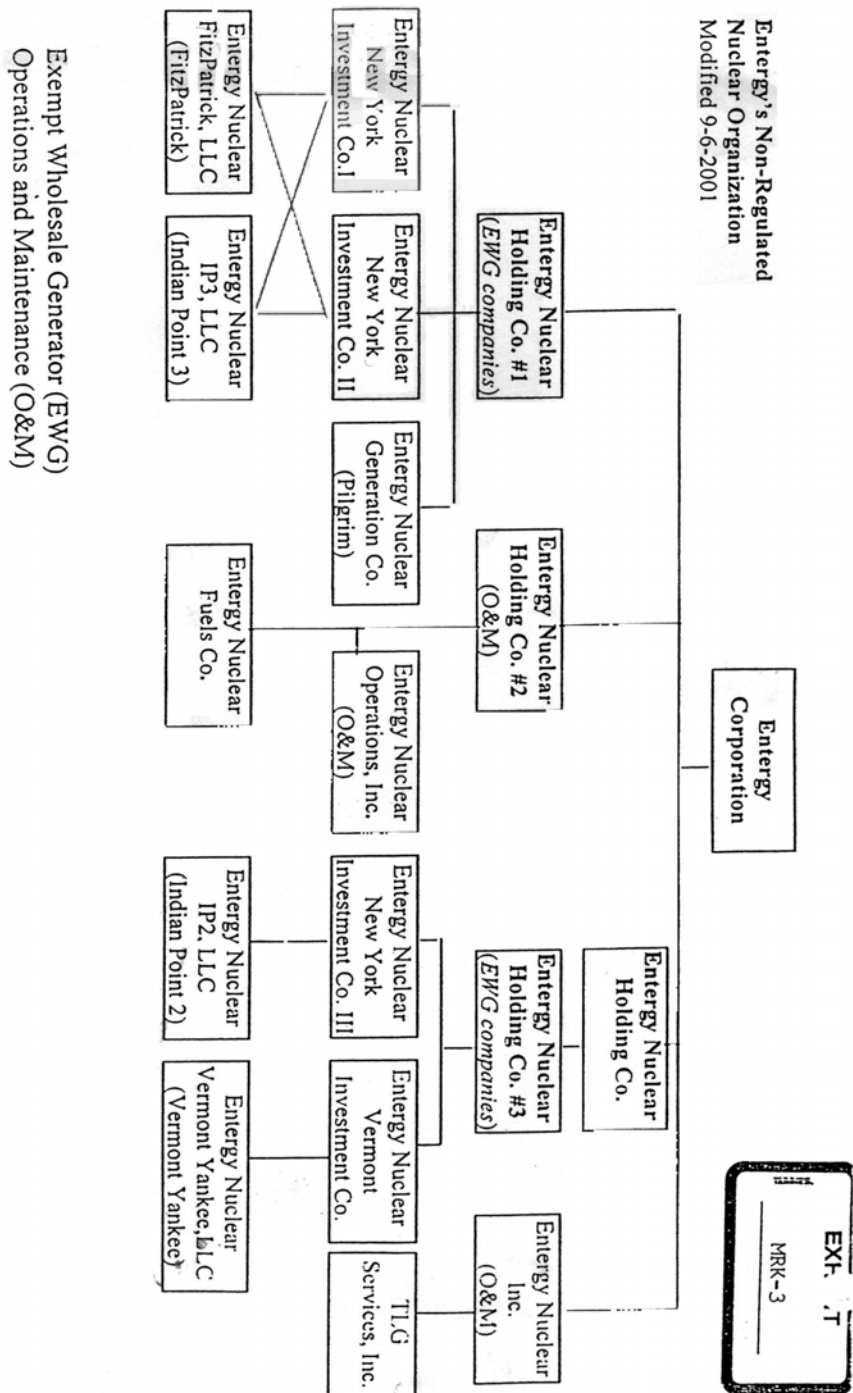 Entergy's Non-Regulated
Nuclear Organization
Modified 9-6-2001
MRK-3
Entergy
Corporation
Entergy Nuclear
Holding Co.
Entergy Nuclear
Holding Co. #1
(EWG companies)
Entergy Nuclear
Holding Co. #2
(O&M)
Entergy Nuclear
Holding Co. #3
(EWG companies)
Entergy Nuclear
Inc.
(O&M)
Entergy Nuclear
New York
Investment Co.I
Entergy Nuclear
New York
Investment Co. II
Entergy Nuclear
Generation Co.
(Pilgrim)
Entergy Nuclear
Operations, Inc.
(O&M)
Entergy Nuclear
New York
Investment Co. III
Entergy Nuclear
Vermont
Investment Co.
TLG
Services, Inc.
Entergy Nuclear
FitzPatrick, LLC
(FitzPatrick)
Entergy Nuclear
IP3, LLC
(Indian Point 3)
Entergy Nuclear
Fuels Co.
Entergy Nuclear
IP2, LLC
(Indian Point 2)
Entergy Nuclear
Vermont Yankee, LLC
(Vermont Yankee)
Exempt Wholesale Generator (EWG)
Operations and Maintenance (O&M)